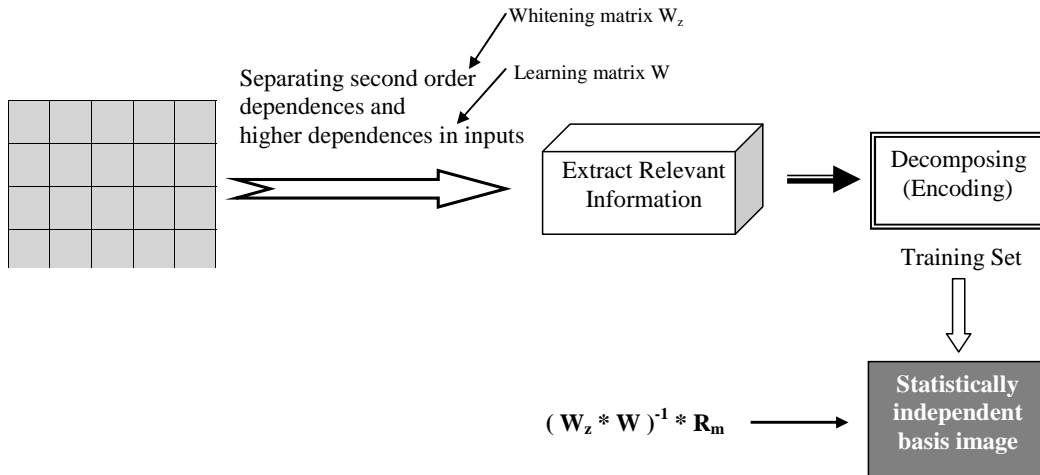 Whitening matrix W_z
Separating second order
dependences and
higher dependences in inputs
Learning matrix W
Extract Relevant
Information
Decomposing
(Encoding)
Training Set
Statistically
independent
basis image
( W_z * W )^-1 * R_m